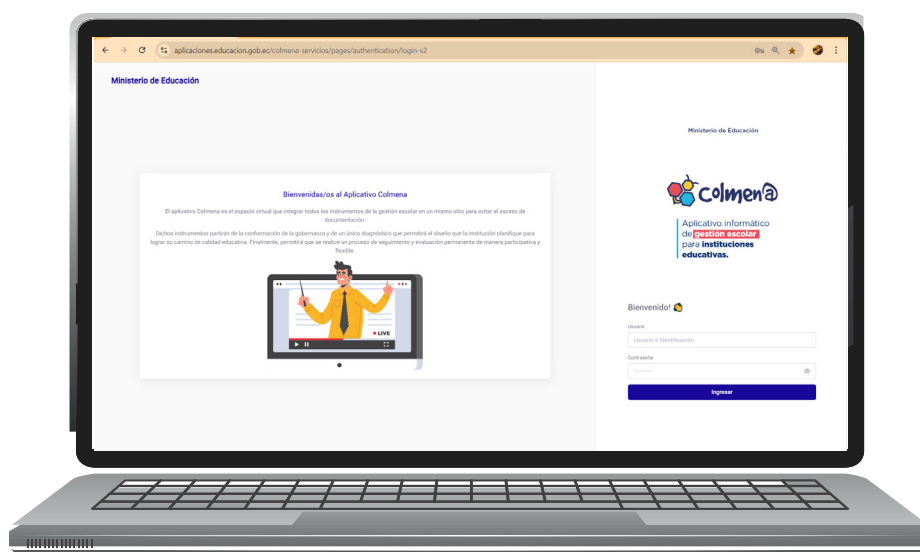 aplicaciones.educacion.gob.ec/colmena-servicios/pages/authentication/login-v2
Ministerio de Educación
Bienvenidas/os al Aplicativo Colmena
El aplicativo Colmena es el espacio virtual que integrar todos los instrumentos de la gestión escolar en un mismo sitio para evitar el exceso de
documentación.
Dichos instrumentos partirán de la conformación de la gobernanza y de un único diagnóstico que permitirá el diseño que la institución planifique para
lograr su camino de calidad educativa. Finalmente, permitirá que se realice un proceso de seguimiento y evaluación permanente de manera participativa y
flexible.
LIVE
Ministerio de Educación
colmen@
Aplicativo informático
de gestión escolar
para instituciones
educativas.
Bienvenido!
Usuario
Usuario o Identificación
Contraseña
Ingresar